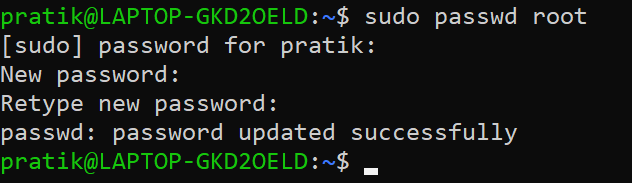 pratik@LAPTOP-GKD2OELD:~$ sudo passwd root
[sudo] password for pratik:
New password:
Retype new password:
passwd: password updated successfully
pratik@LAPTOP-GKD2OELD:~$